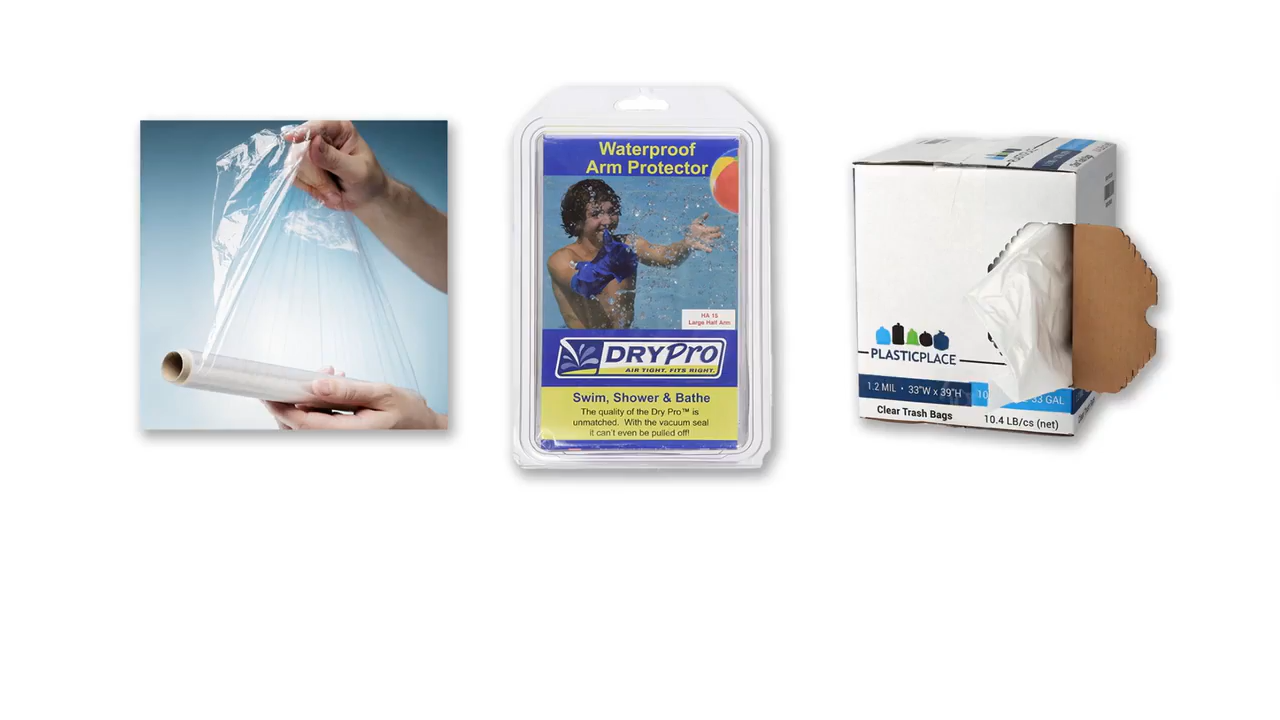 Waterproof
Arm Protector
HA 15
Large Half Arm
DRYPRO
AIR TIGHT. FITS RIGHT.
Swim, Shower & Bathe
The quality of the Dry Pro™ is
unmatched. With the vacuum seal
it can't even be pulled off!
PLASTICPLACE
1.2 MIL • 33"W x 39"H
10
33 GAL
Clear Trash Bags
10.4 LB/cs (net)